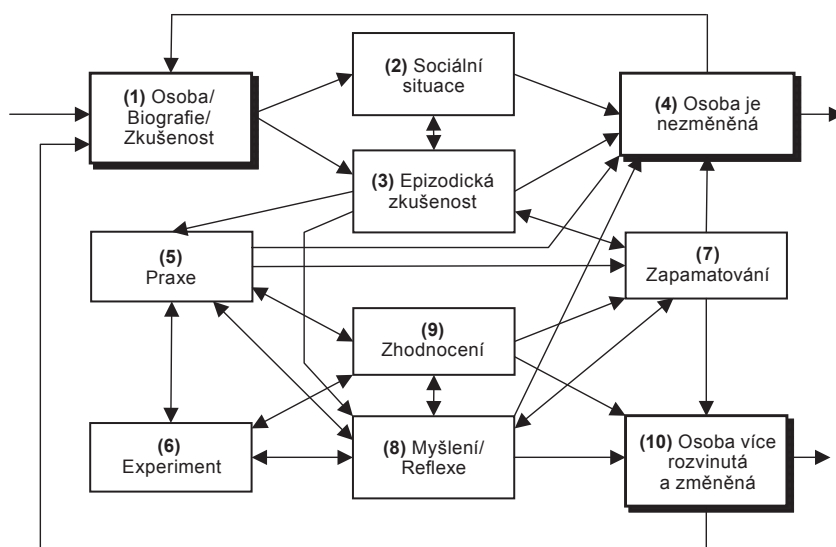 (1) Osoba/
Biografie/
Zkušenost
(2) Sociální
situace
(3) Epizodická
zkušenost
(4) Osoba je
nezměněná
(5)
Praxe
(6)
Experiment
(7)
Zapamatování
(9)
Zhodnocení
(8) Myšlení/
Reflexe
(10) Osoba více
rozvinutá
a změněná